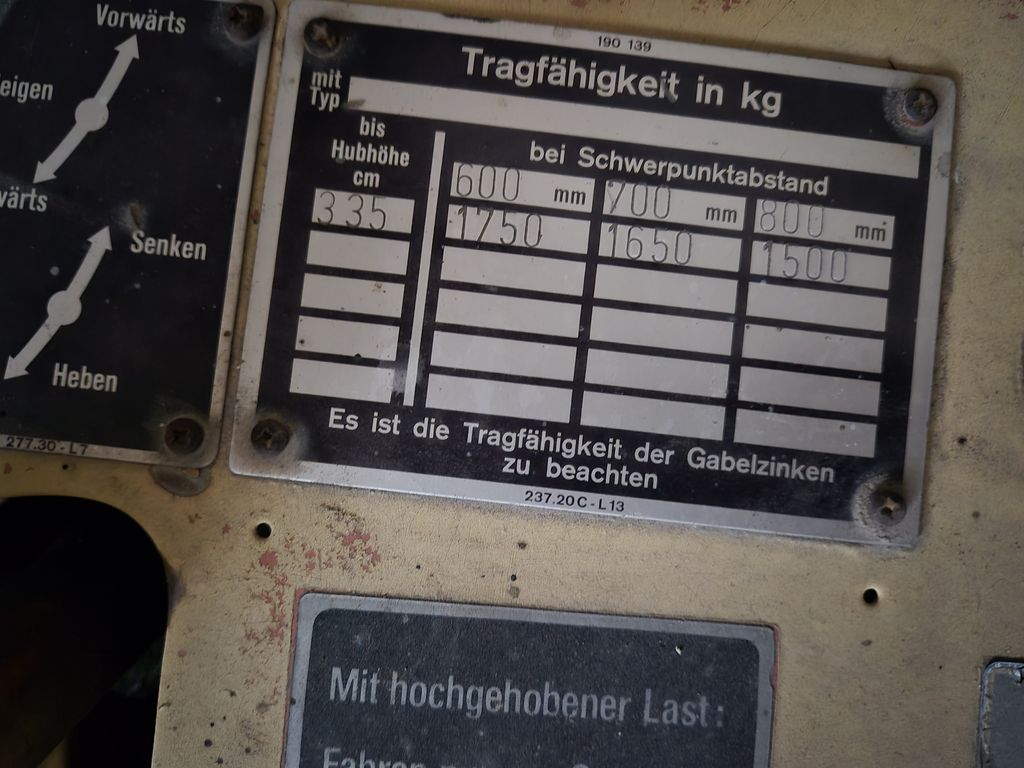 Vorwärts
eigen
wärts
Senken
Heben
277.30-L7
190 139
Tragfähigkeit in kg
mit
Typ
bis
Hubhöhe
cm
bei Schwerpunktabstand
600 mm 700 mm 800 mm
335 1750 1650 1500
Es ist die Tragfähigkeit der Gabelzinken
zu beachten
237.20C-L13
Mit hochgehobener Last:
Fahren